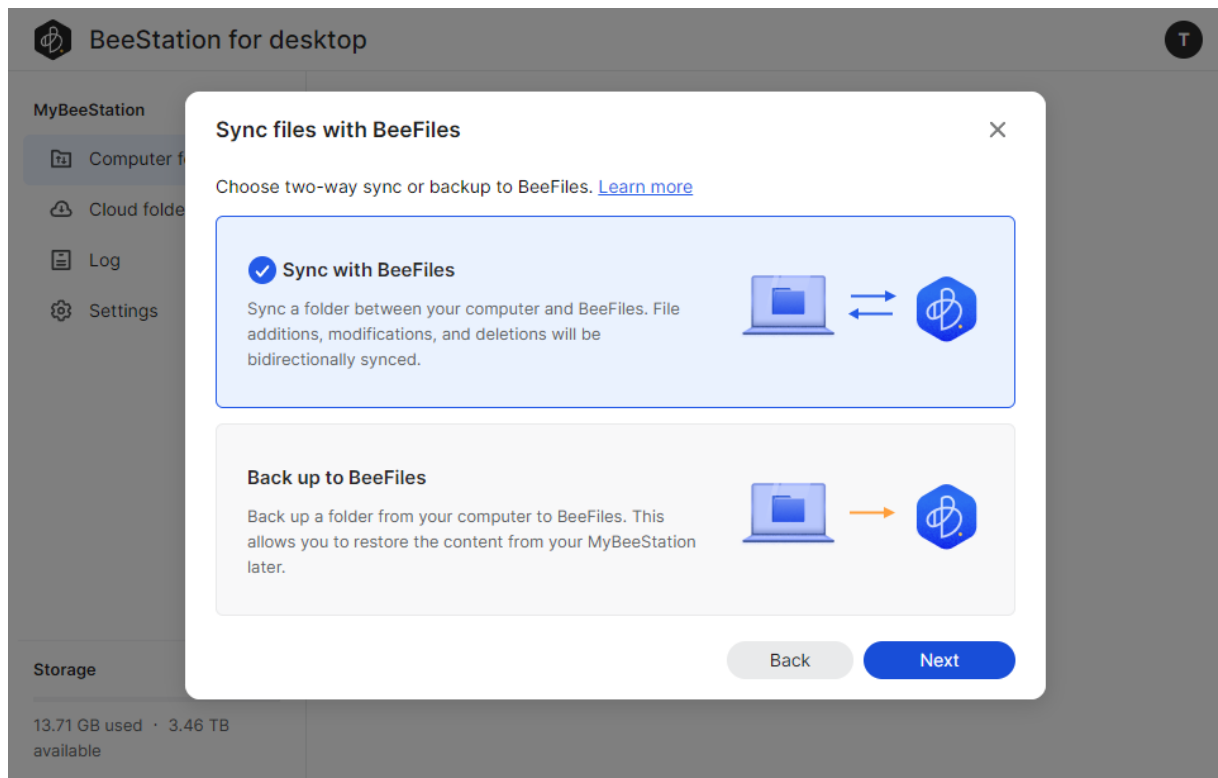 BeeStation for desktop
T
MyBeeStation
Computer
Cloud
Log
Settings
Sync files with BeeFiles
Choose two-way sync or backup to BeeFiles. Learn more
Sync with BeeFiles
Sync a folder between your computer and BeeFiles. File
additions, modifications, and deletions will be
bidirectionally synced.
Back up to BeeFiles
Back up a folder from your computer to BeeFiles. This
allows you to restore the content from your MyBeeStation
later.
Back
Next
Storage
13.71 GB used · 3.46 TB
available